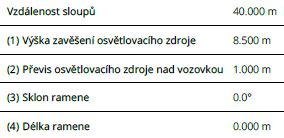 Vzdálenost sloupů 40.000 m
(1) Výška zavěšení osvětlovacího zdroje 8.500 m
(2) Převis osvětlovacího zdroje nad vozovkou 1.000 m
(3) Sklon ramene 0.0°
(4) Délka ramene 0.000 m